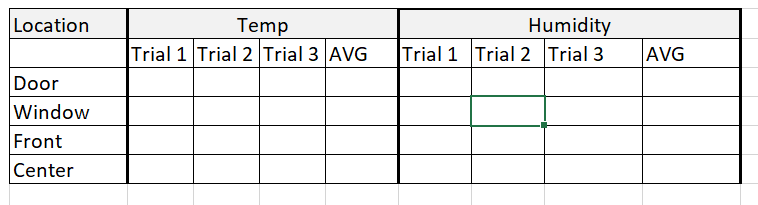 Location Temp Humidity
Trial 1 Trial 2 Trial 3 AVG Trial 1 Trial 2 Trial 3 AVG
Door
Window
Front
Center